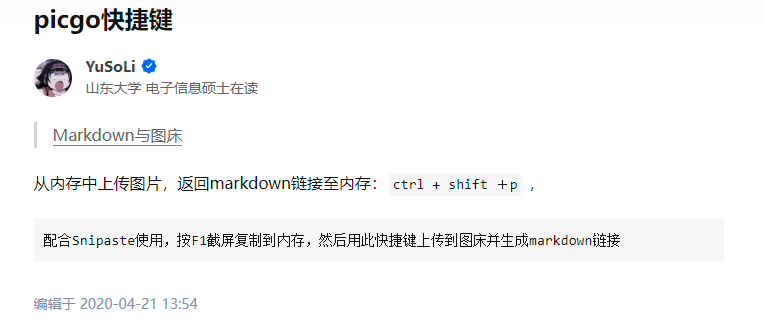 picgo快捷键
YuSoLi
山东大学 电子信息硕士在读
Markdown与图床
从内存中上传图片，返回markdown链接至内存： ctrl + shift ＋p ，
配合Snipaste使用，按F1截屏复制到内存，然后用此快捷键上传到图床并生成markdown链接
编辑于 2020-04-21 13:54